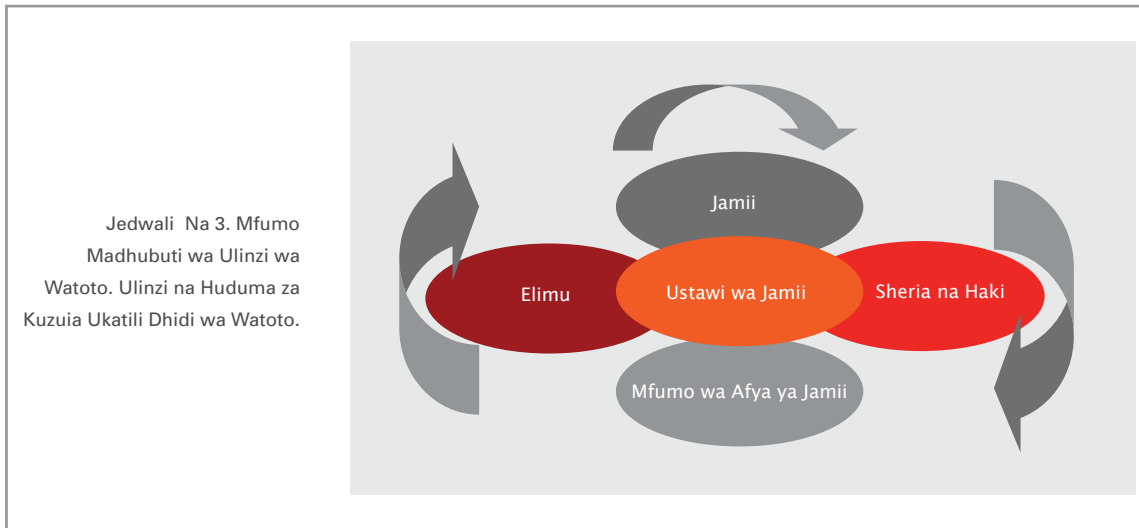 Jedwali Na 3. Mfumo
Madhubuti wa Ulinzi wa
Watoto. Ulinzi na Huduma za
Kuzuia Ukatili Dhidi wa Watoto.
Jamii
Elimu
Ustawi wa Jamii
Sheria na Haki
Mfumo wa Afya ya Jamii